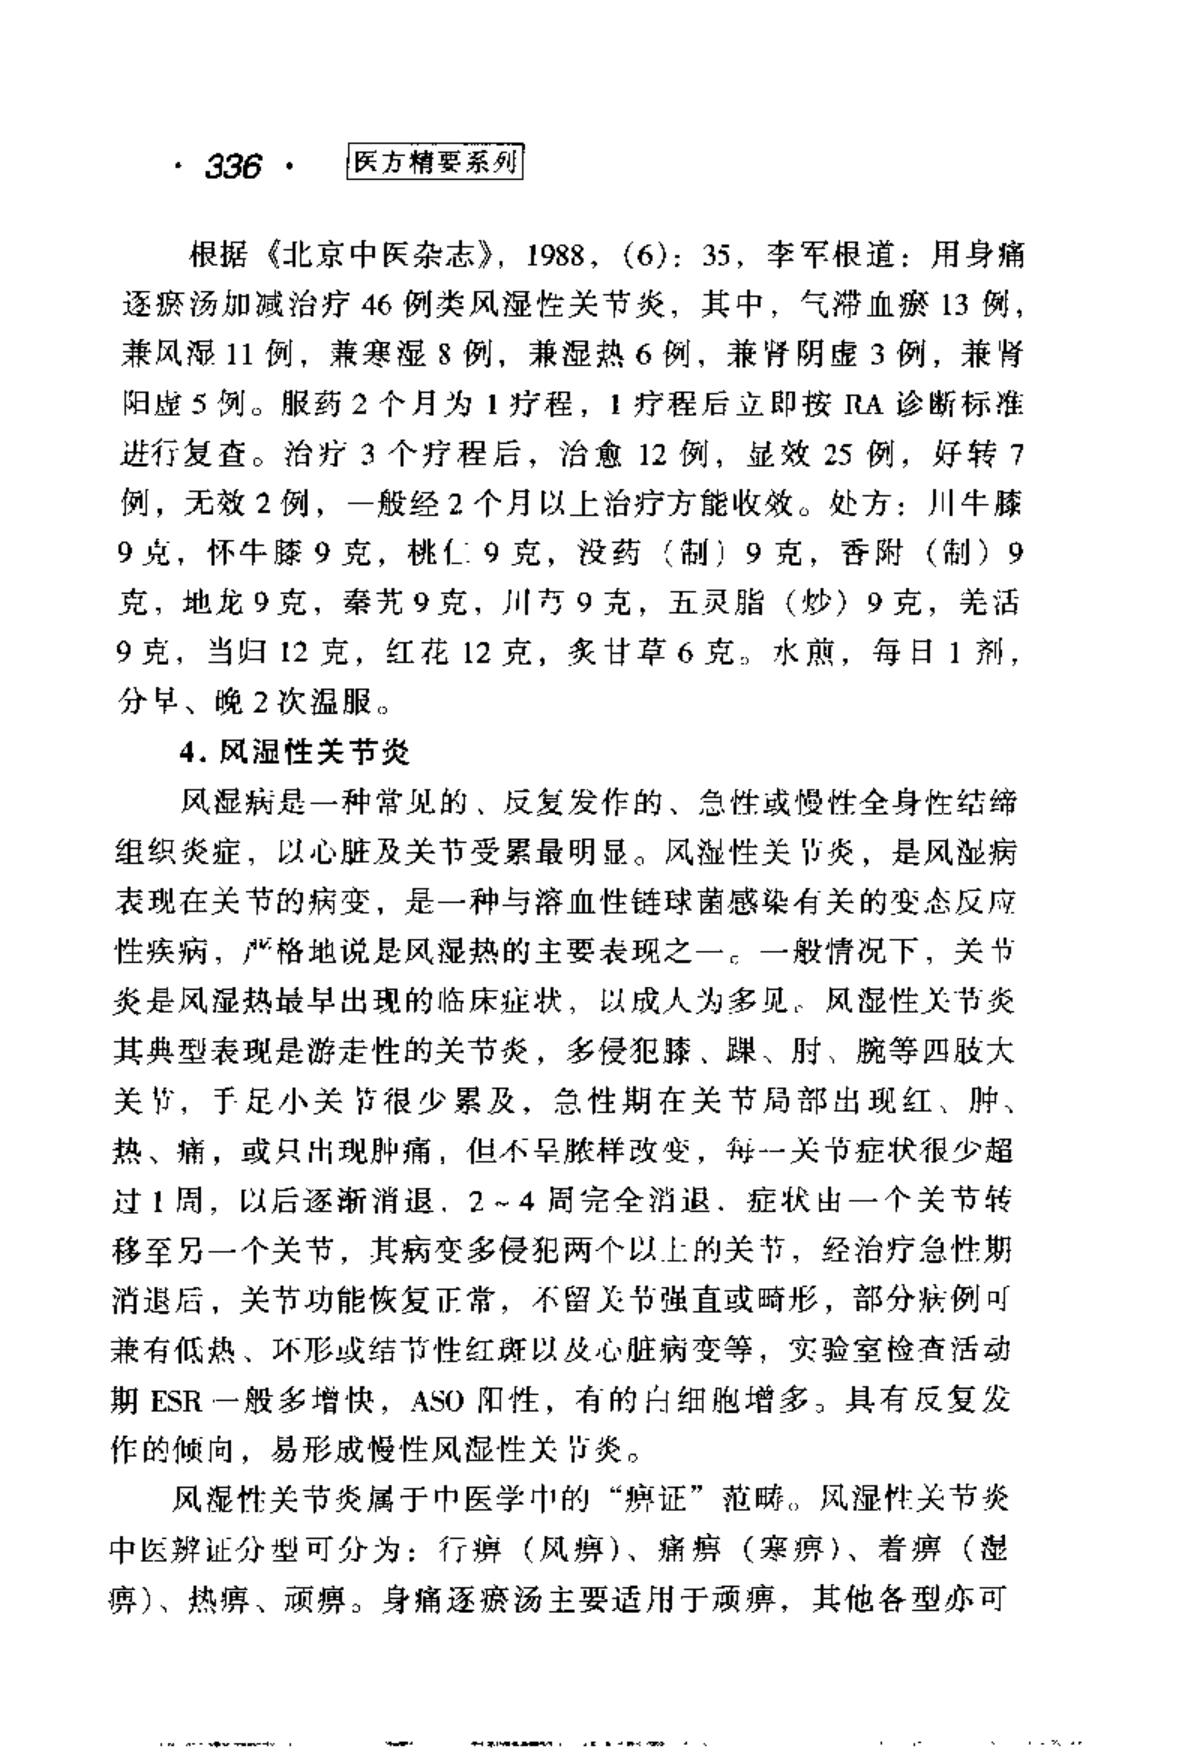 · 336 · 医方精要系列
根据《北京中医杂志》，1988，（6）：35，李军根道：用身痛
逐瘀汤加减治疗 46 例类风湿性关节炎，其中，气滞血瘀 13 例，
兼风湿 11 例，兼寒湿 8 例，兼湿热 6 例，兼肾阴虚 3 例，兼肾
阳虚 5 例。服药 2 个月为 1 疗程，1 疗程后立即按 RA 诊断标准
进行复查。治疗 3 个疗程后，治愈 12 例，显效 25 例，好转 7
例，无效 2 例，一般经 2 个月以上治疗方能收效。处方：川牛膝
9 克，怀牛膝 9 克，桃仁 9 克，没药（制）9 克，香附（制）9
克，地龙 9 克，秦艽 9 克，川芎 9 克，五灵脂（炒）9 克，羌活
9 克，当归 12 克，红花 12 克，炙甘草 6 克。水煎，每日 1 剂，
分早、晚 2 次温服。
4. 风湿性关节炎
风湿病是一种常见的、反复发作的、急性或慢性全身性结缔
组织炎症，以心脏及关节受累最明显。风湿性关节炎，是风湿病
表现在关节的病变，是一种与溶血性链球菌感染有关的变态反应
性疾病，严格地说是风湿热的主要表现之一。一般情况下，关节
炎是风湿热最早出现的临床症状，以成人为多见。风湿性关节炎
其典型表现是游走性的关节炎，多侵犯膝、踝、肘、腕等四肢大
关节，手足小关节很少累及，急性期在关节局部出现红、肿、
热、痛，或只出现肿痛，但不呈脓样改变，每一关节症状很少超
过 1 周，以后逐渐消退．2～4 周完全消退．症状由一个关节转
移至另一个关节，其病变多侵犯两个以上的关节，经治疗急性期
消退后，关节功能恢复正常，不留关节强直或畸形，部分病例可
兼有低热、环形或结节性红斑以及心脏病变等，实验室检查活动
期 ESR 一般多增快，ASO 阳性，有的白细胞增多。具有反复发
作的倾向，易形成慢性风湿性关节炎。
风湿性关节炎属于中医学中的“痹证”范畴。风湿性关节炎
中医辨证分型可分为：行痹（风痹）、痛痹（寒痹）、着痹（湿
痹）、热痹、顽痹。身痛逐瘀汤主要适用于顽痹，其他各型亦可